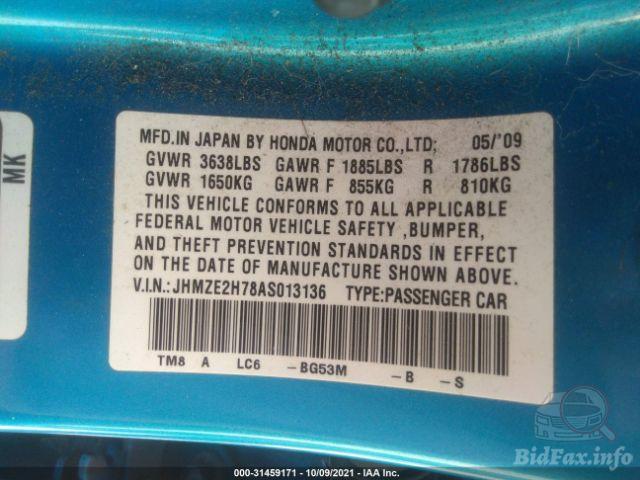 MK
MFD.IN JAPAN BY HONDA MOTOR CO.,LTD; 05/'09
GVWR 3638LBS GAWR F 1885LBS R 1786LBS
GVWR 1650KG GAWR F 855KG R 810KG
THIS VEHICLE CONFORMS TO ALL APPLICABLE
FEDERAL MOTOR VEHICLE SAFETY ,BUMPER,
AND THEFT PREVENTION STANDARDS IN EFFECT
ON THE DATE OF MANUFACTURE SHOWN ABOVE.
V.I.N.: JHMZE2H78AS013136 TYPE:PASSENGER CAR
TM8 A LC6 -BG53M -B -S
BidFax.info
000-31459171 - 10/09/2021 - IAA Inc.